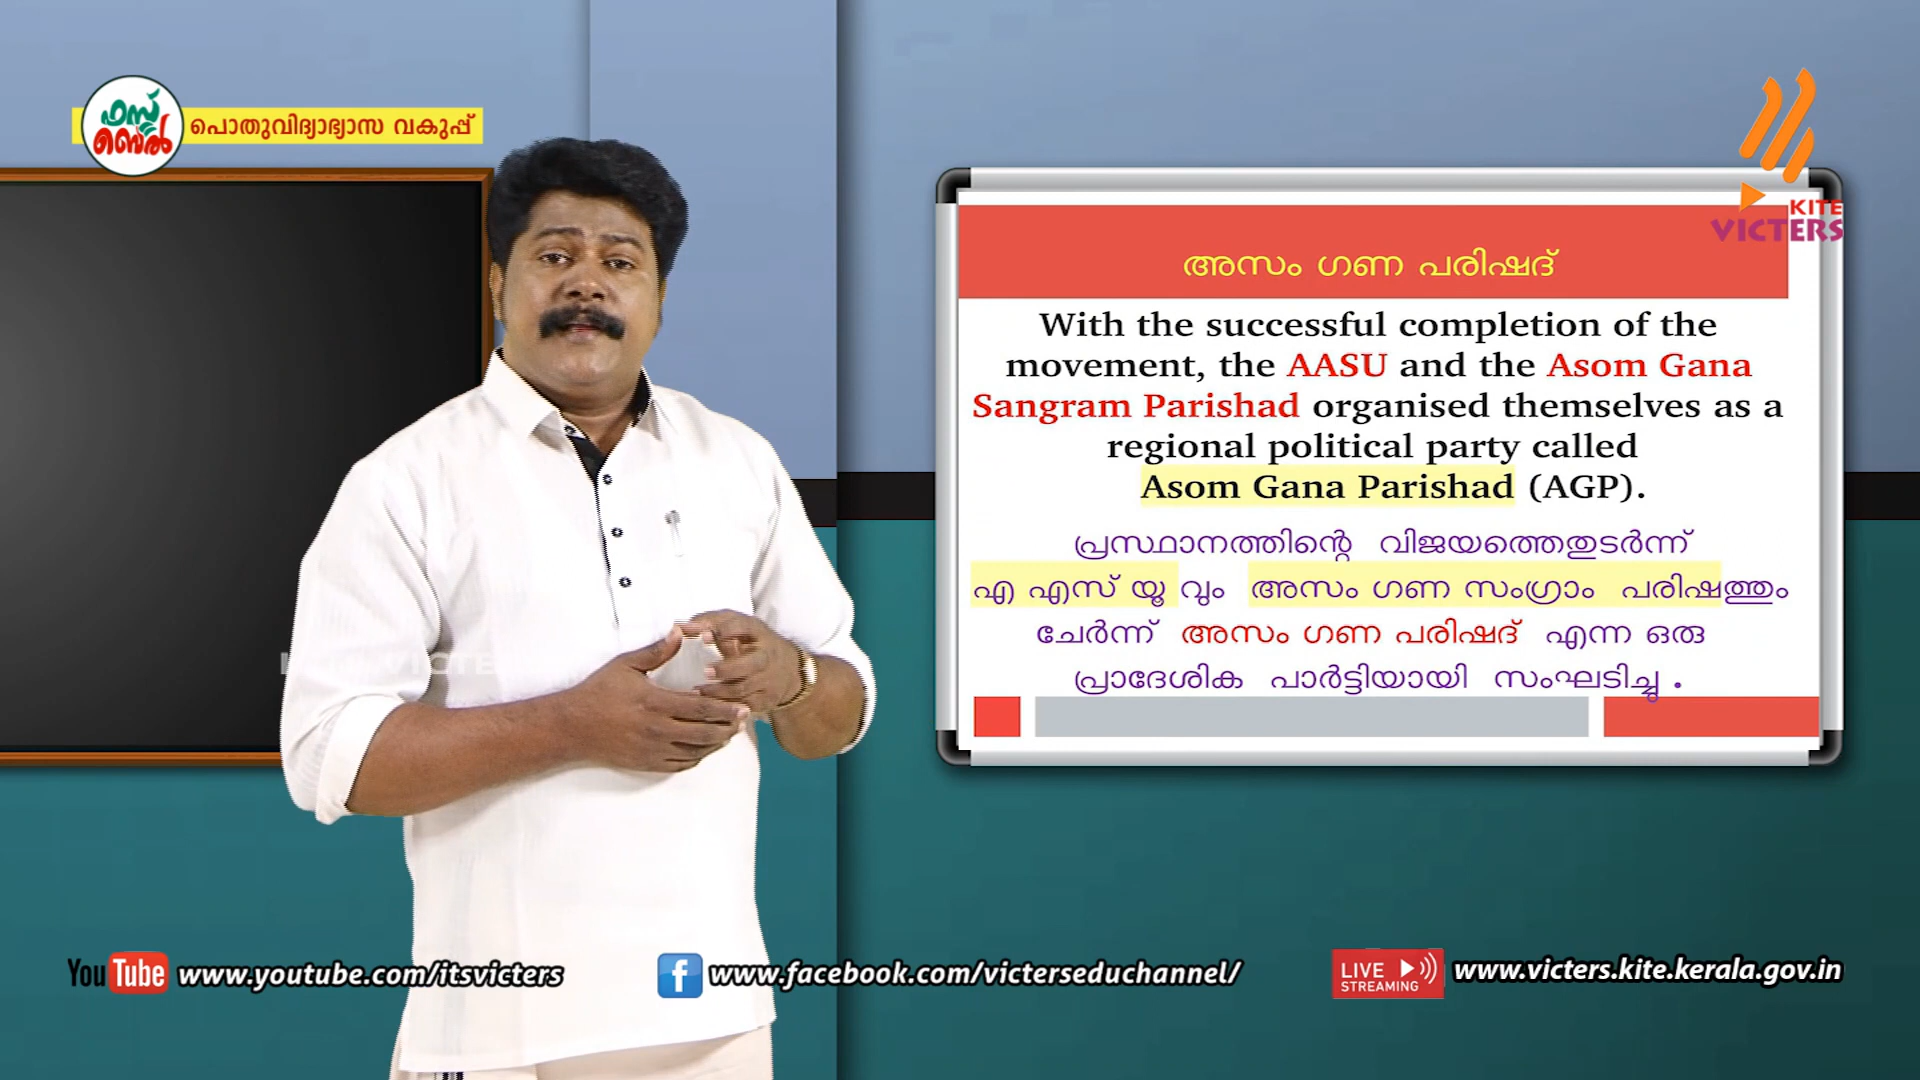 ഫസ്റ്റ്
ബെൽ
പൊതുവിദ്യാഭ്യാസ വകുപ്പ്
KITE
VICTERS
അസം ഗണ പരിഷദ്
With the successful completion of the
movement, the AASU and the Asom Gana
Sangram Parishad organised themselves as a
regional political party called
Asom Gana Parishad (AGP).
പ്രസ്ഥാനത്തിന്റെ വിജയത്തെതുടർന്ന്
എ എസ് യൂ വും അസം ഗണ സംഗ്രാം പരിഷത്തും
ചേർന്ന് അസം ഗണ പരിഷദ് എന്ന ഒരു
പ്രാദേശിക പാർട്ടിയായി സംഘടിച്ചു .
YouTube www.youtube.com/itsvicters
f www.facebook.com/victerseduchannel/
LIVE
STREAMING
www.victers.kite.kerala.gov.in